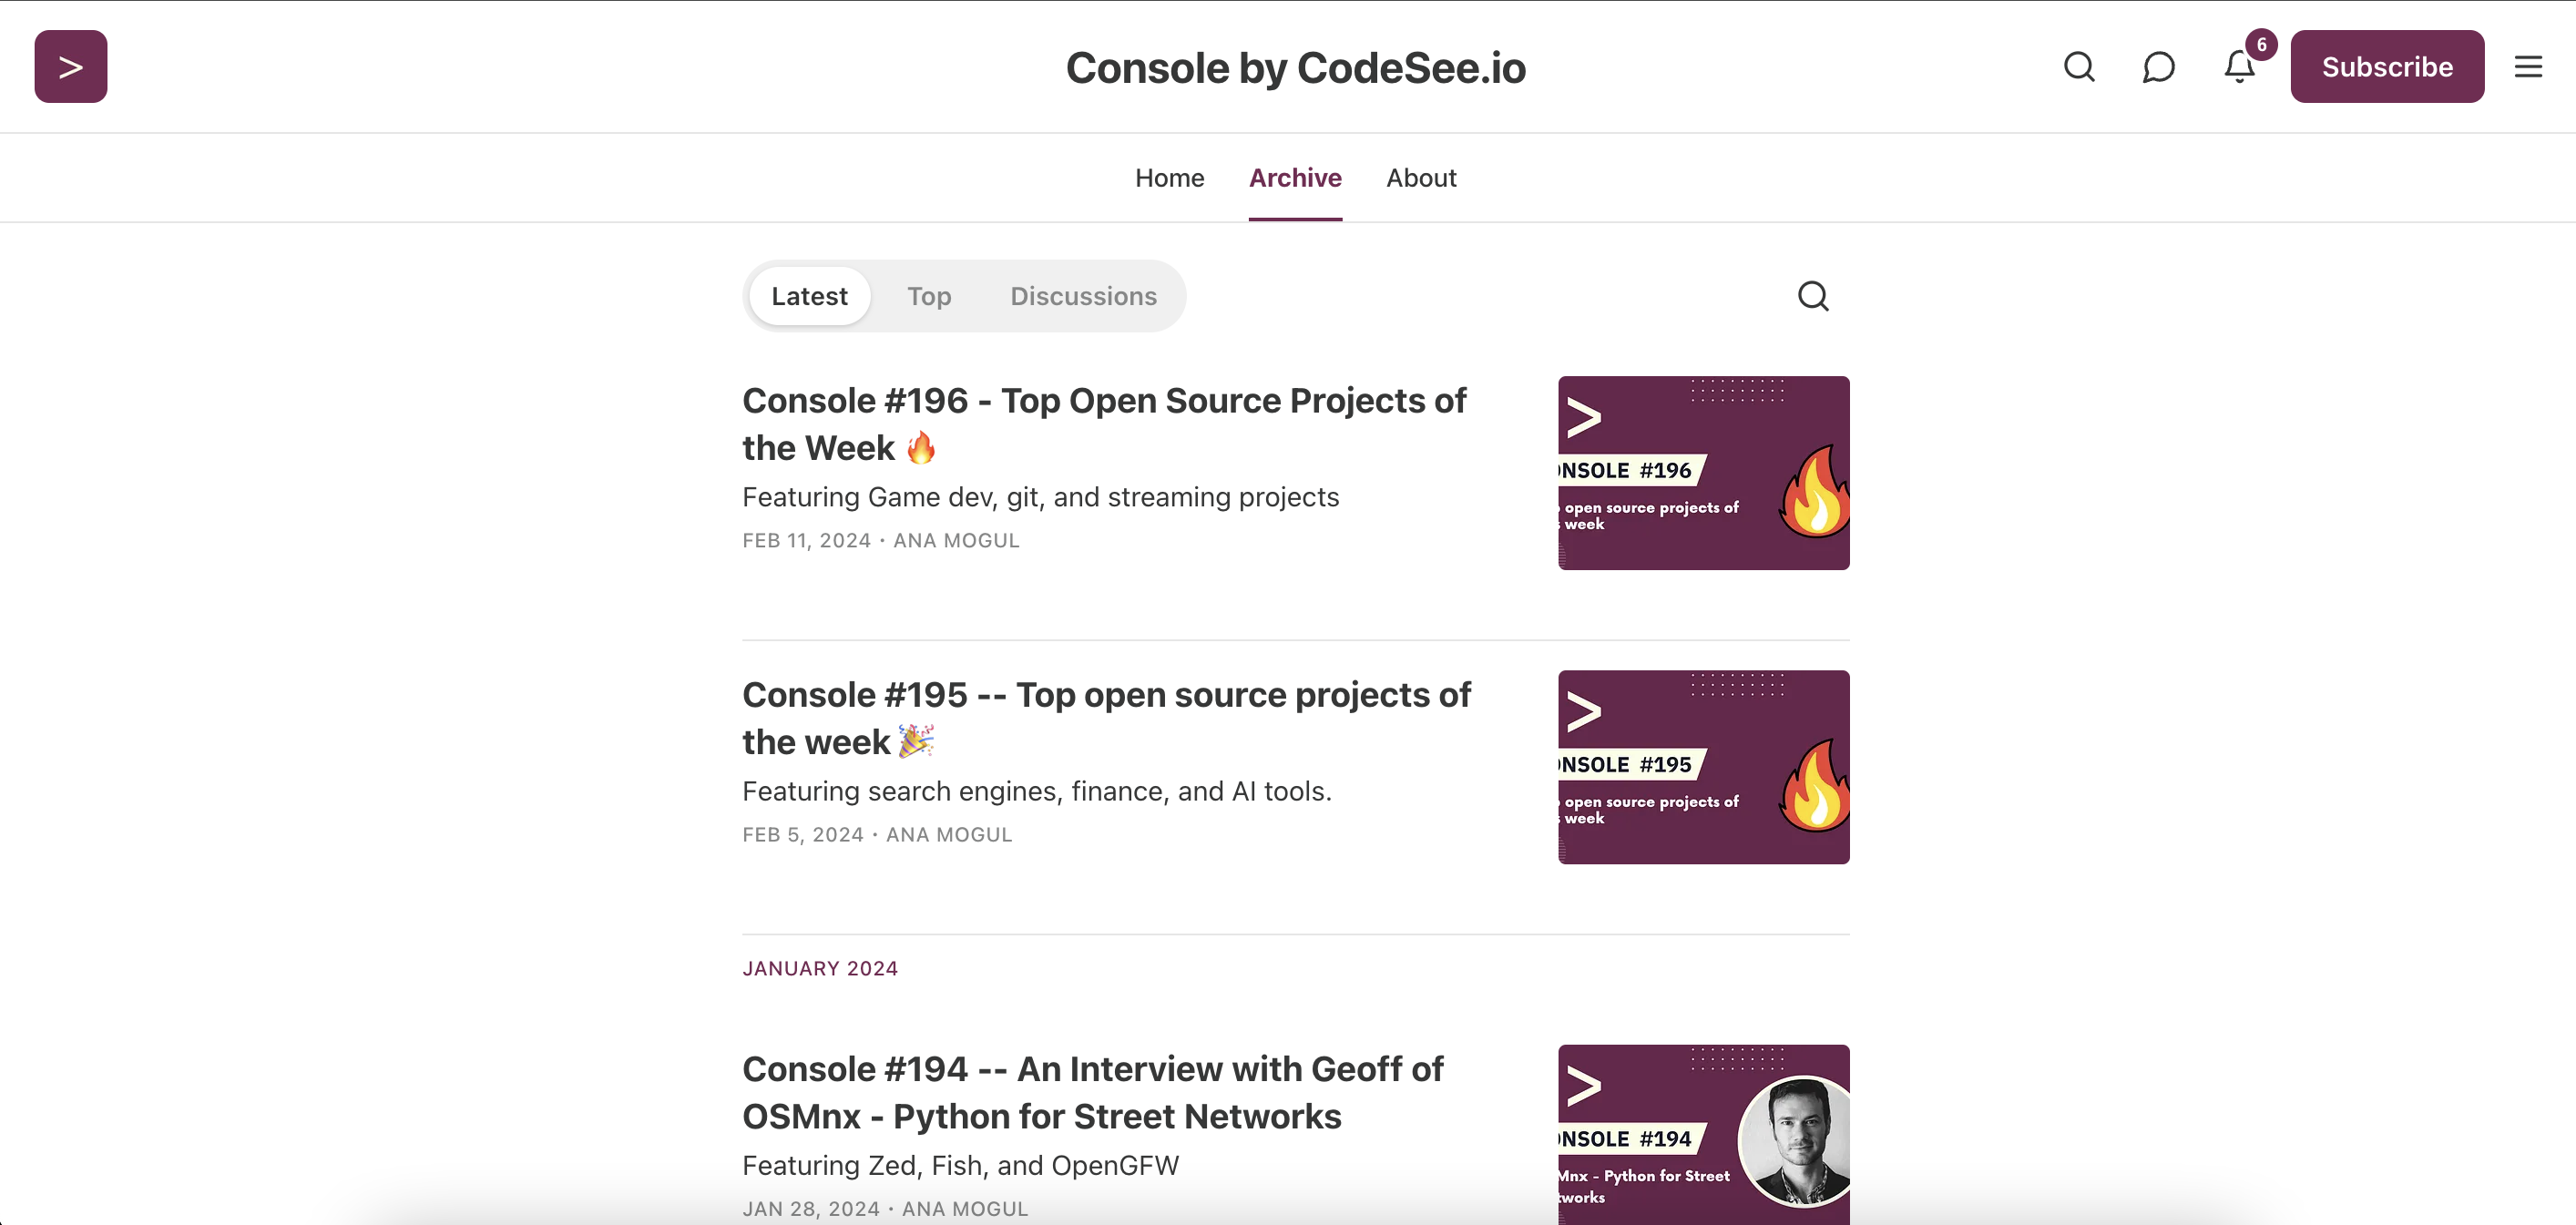 >
Console by CodeSee.io
6
Subscribe
Home
Archive
About
Latest
Top
Discussions
Console #196 - Top Open Source Projects of
the Week 🔥
Featuring Game dev, git, and streaming projects
FEB 11, 2024 • ANA MOGUL
>
ONSOLE #196
open source projects of
week
Console #195 -- Top open source projects of
the week 🎉
Featuring search engines, finance, and AI tools.
FEB 5, 2024 • ANA MOGUL
>
ONSOLE #195
open source projects of
week
JANUARY 2024
Console #194 -- An Interview with Geoff of
OSMnx - Python for Street Networks
Featuring Zed, Fish, and OpenGFW
JAN 28, 2024 • ANA MOGUL
>
ONSOLE #194
Mnx - Python for Street
tworks